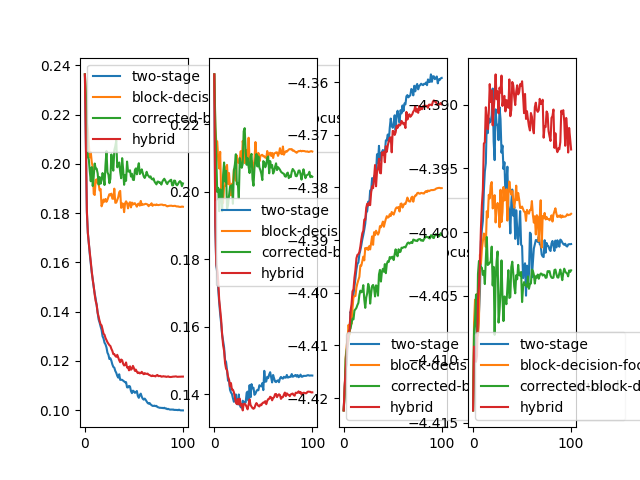 0.24
0.22
0.20
0.18
0.16
0.14
0.12
0.10
0 100
two-stage
block-decis
corrected-b
ocus
hybrid
0.22
0.20
0.18
0.16
0.14
0 100
two-stage
block-decis
corrected-b
ocus
hybrid
−4.36
−4.37
−4.38
−4.39
−4.40
−4.41
−4.42
0 100
two-stage
block-decis
corrected-b
hybrid
−4.390
−4.395
−4.400
−4.405
−4.410
−4.415
0 100
two-stage
block-decision-foc
corrected-block-d
hybrid